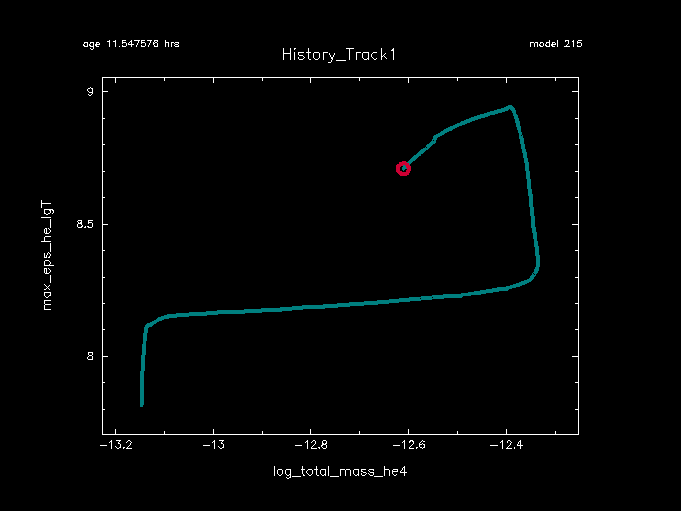 age 11.547576 hrs
model 215
History_Track1
9
8.5
8
max_eps_he_lgT
-13.2
-13
-12.8
-12.6
-12.4
log_total_mass_he4